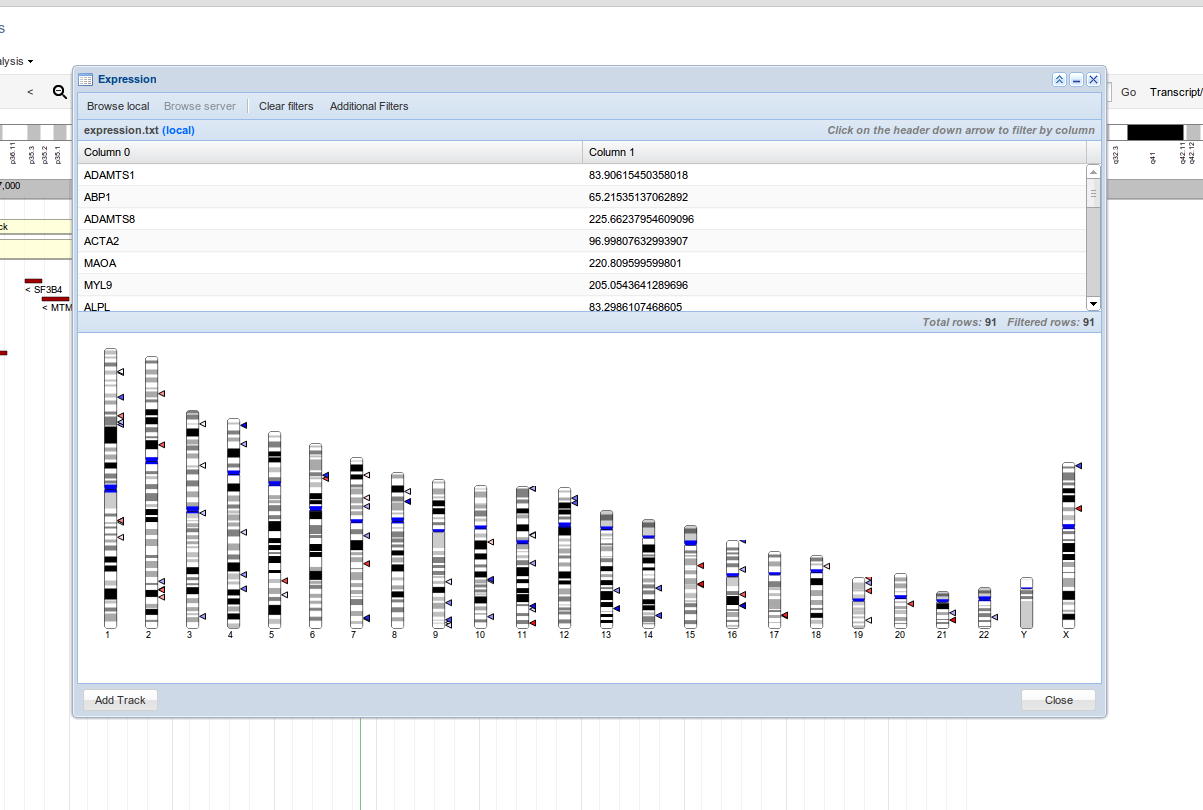 s
lysis
Expression
< Go Transcript/
Browse local Browse server Clear filters Additional Filters
expression.txt (local) Click on the header down arrow to filter by column
p36.11 p35.3 p35.2 p35.1 q32.3 q41 q42.11 q42.12
Column 0 Column 1
ADAMTS1 83.90615450358018
7,000
ABP1 65.21535137062892
ADAMTS8 225.66237954609096
ck
ACTA2 96.99807632993907
MAOA 220.809599599801
MYL9 205.0543641289696
< SF3B4
ALPL 83.2986107468605
< MTM
Total rows: 91 Filtered rows: 91
1 2 3 4 5 6 7 8 9 10 11 12 13 14 15 16 17 18 19 20 21 22 Y X
Add Track Close